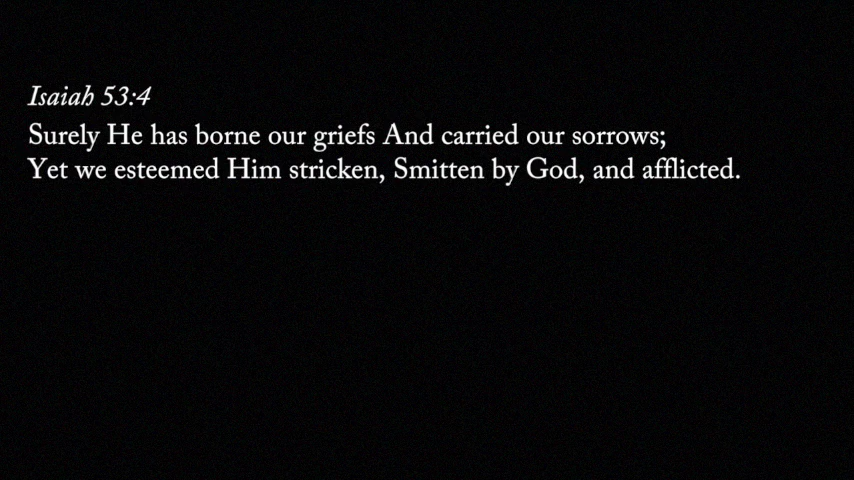 Isaiah 53:4
Surely He has borne our griefs And carried our sorrows;
Yet we esteemed Him stricken, Smitten by God, and afflicted.